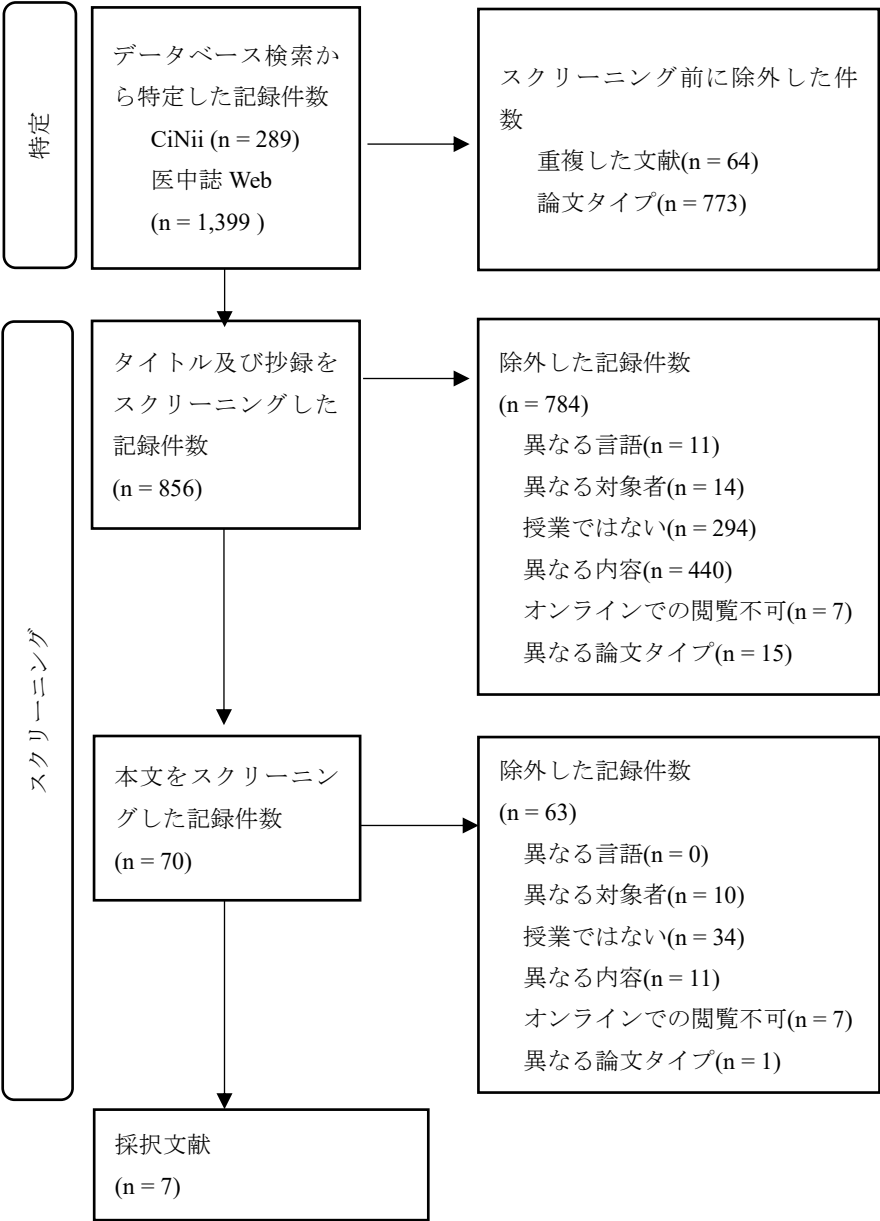 特定
データベース検索か
ら特定した記録件数
CiNii (n = 289)
医中誌 Web
(n = 1,399 )
スクリーニング前に除外した件
数
重複した文献(n = 64)
論文タイプ(n = 773)
スクリーニング
タイトル及び抄録を
スクリーニングした
記録件数
(n = 856)
除外した記録件数
(n = 784)
異なる言語(n = 11)
異なる対象者(n = 14)
授業ではない(n = 294)
異なる内容(n = 440)
オンラインでの閲覧不可(n = 7)
異なる論文タイプ(n = 15)
本文をスクリーニン
グした記録件数
(n = 70)
除外した記録件数
(n = 63)
異なる言語(n = 0)
異なる対象者(n = 10)
授業ではない(n = 34)
異なる内容(n = 11)
オンラインでの閲覧不可(n = 7)
異なる論文タイプ(n = 1)
採択文献
(n = 7)